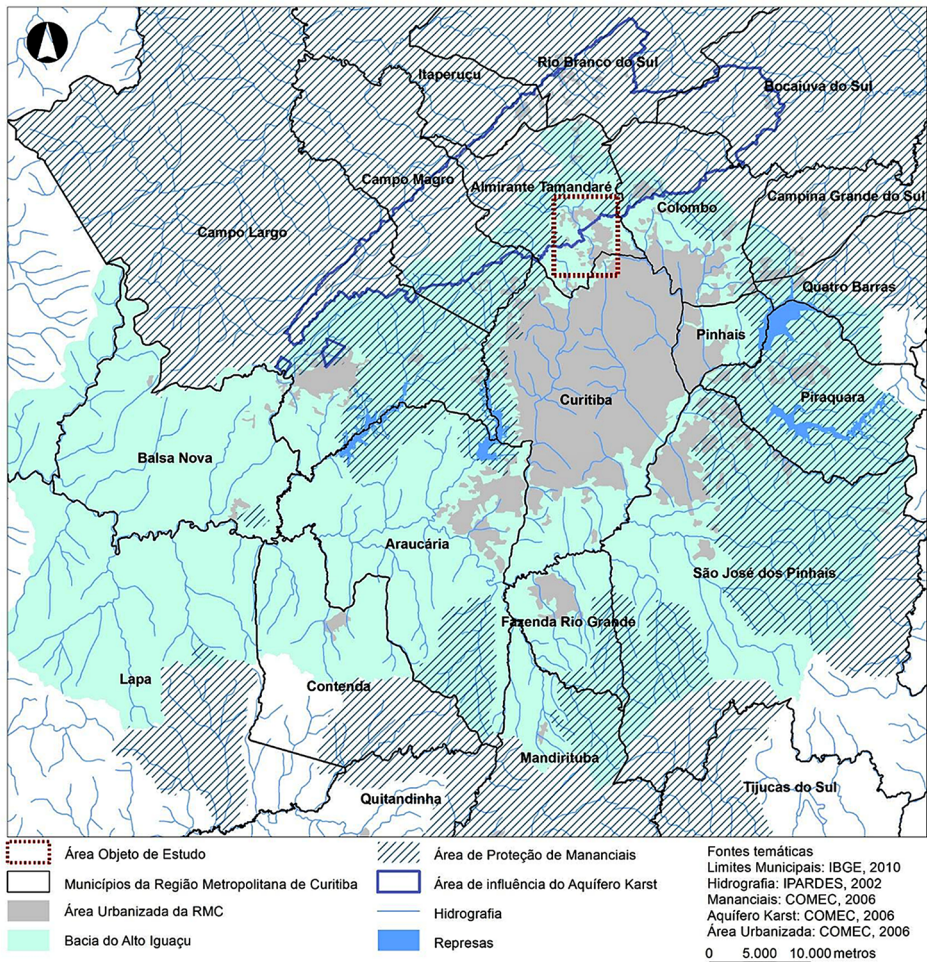 Rio Branco do Sul
Itaperuçu
Bocaiúva do Sul
Campo Magro
Almirante Tamandaré
Campina Grande do Sul
Colombo
Campo Largo
Quatro Barras
Pinhais
Curitiba
Piraquara
Balsa Nova
Araucária
São José dos Pinhais
Fazenda Rio Grande
Lapa
Contenda
Mandirituba
Tijucas do Sul
Quitandinha
Área Objeto de Estudo
Municípios da Região Metropolitana de Curitiba
Área Urbanizada da RMC
Bacia do Alto Iguaçu
Área de Proteção de Mananciais
Área de influência do Aquífero Karst
Hidrografia
Represas
Fontes temáticas
Limites Municipais: IBGE, 2010
Hidrografia: IPARDES, 2002
Mananciais: COMEC, 2006
Aquífero Karst: COMEC, 2006
Área Urbanizada: COMEC, 2006
0 5.000 10.000 metros